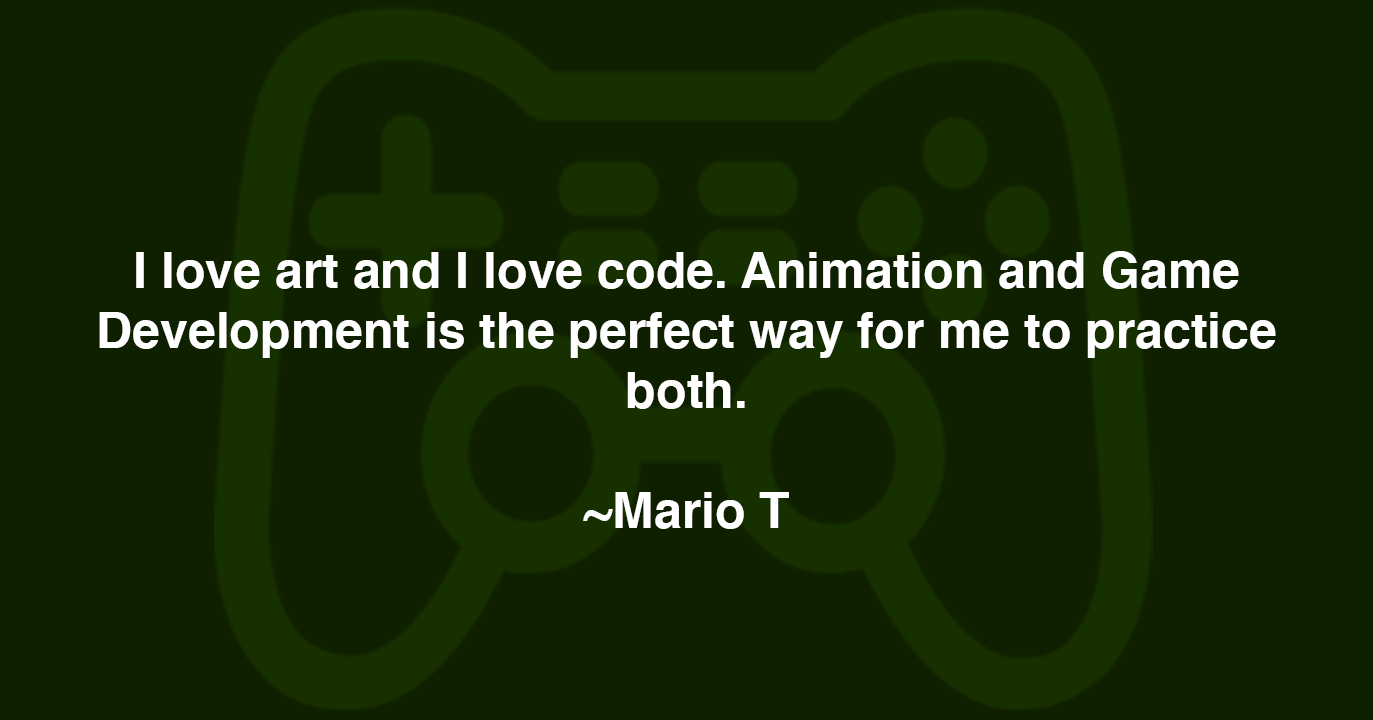 I love art and I love code. Animation and Game
Development is the perfect way for me to practice
both.
~Mario T